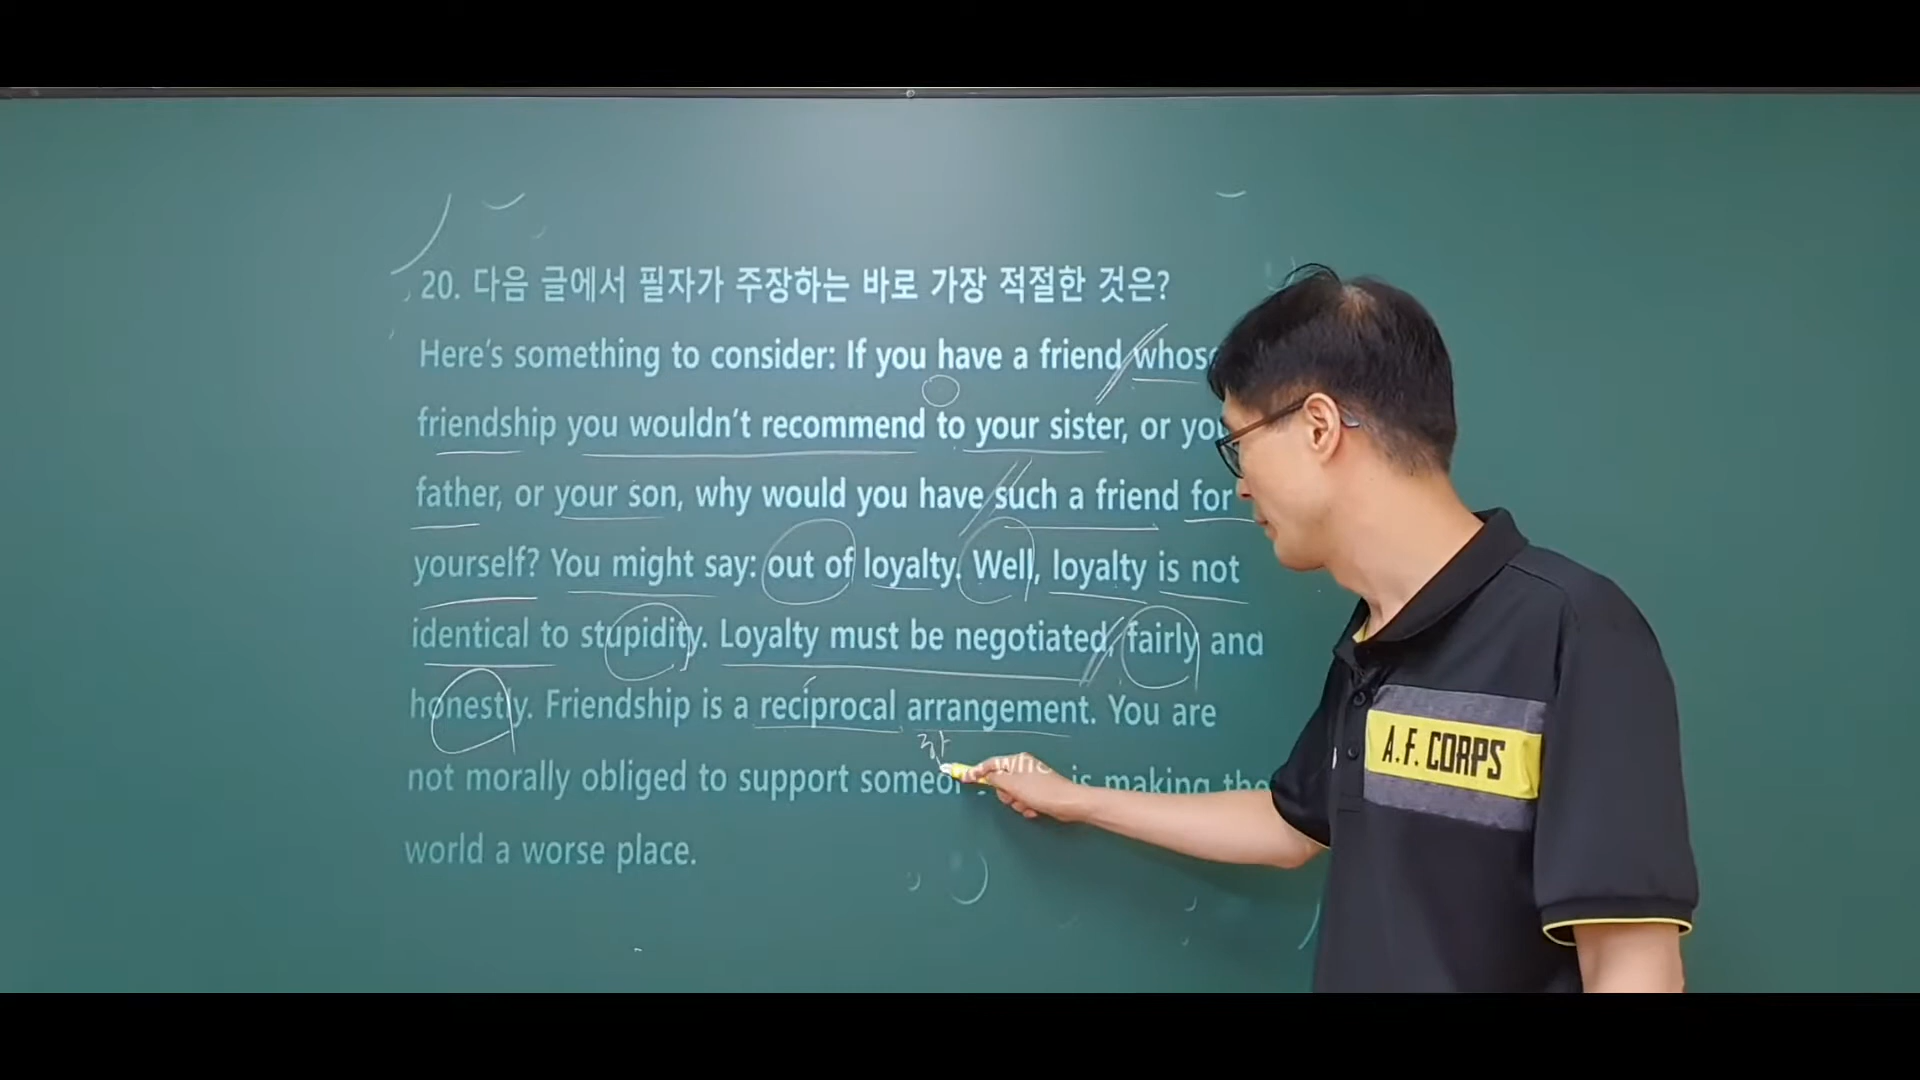 20. 다음 글에서 필자가 주장하는 바로 가장 적절한 것은?
Here's something to consider: If you have a friend whose
friendship you wouldn't recommend to your sister, or you
father, or your son, why would you have such a friend for
yourself? You might say: out of loyalty. Well, loyalty is not
identical to stupidity. Loyalty must be negotiated, fairly and
honestly. Friendship is a reciprocal arrangement. You are
not morally obliged to support who is making the
world a worse place.
A.F. CORPS